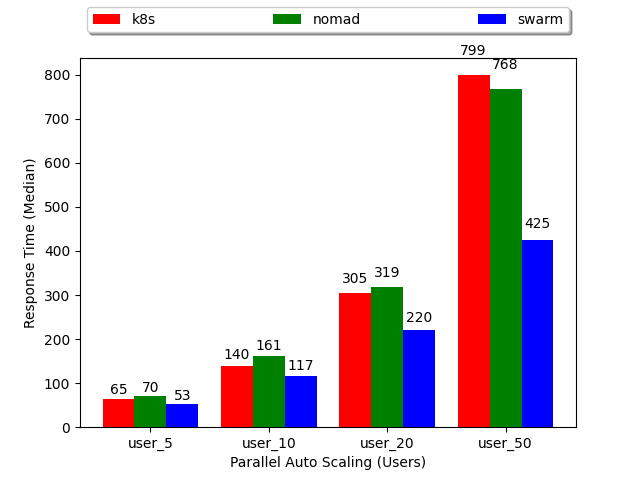 k8s nomad swarm
Response Time (Median)
800
700
600
500
400
300
200
100
0
65 70 53
140 161 117
305 319 220
799 768 425
user_5 user_10 user_20 user_50
Parallel Auto Scaling (Users)